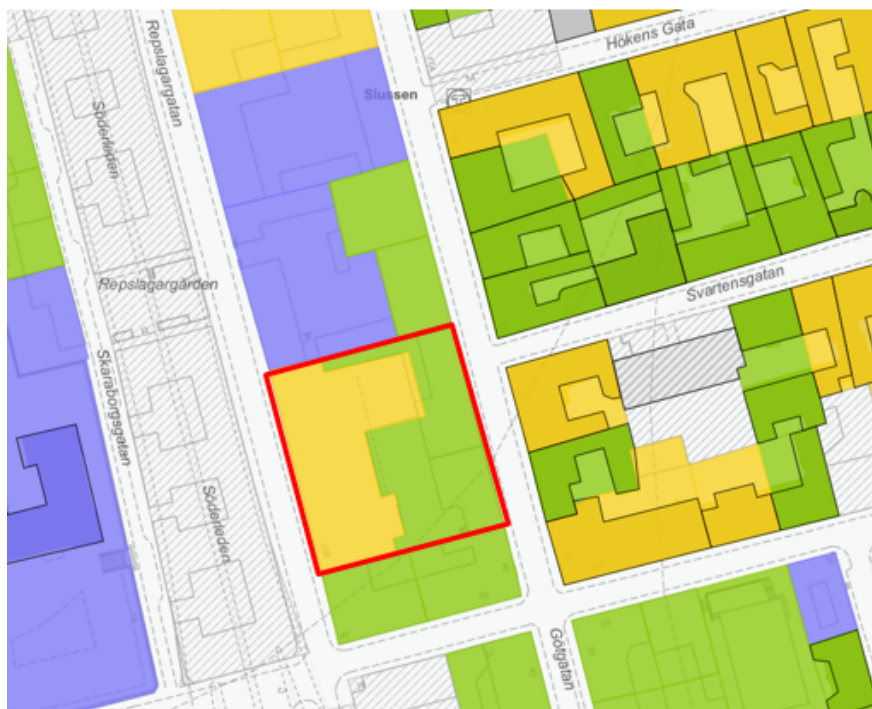 Hökens Gata
Repslagargatan
Slussen
Söderleden
Svartensgatan
Repslagargården
Skaraborgsgatan
Söderleden
Götgatan